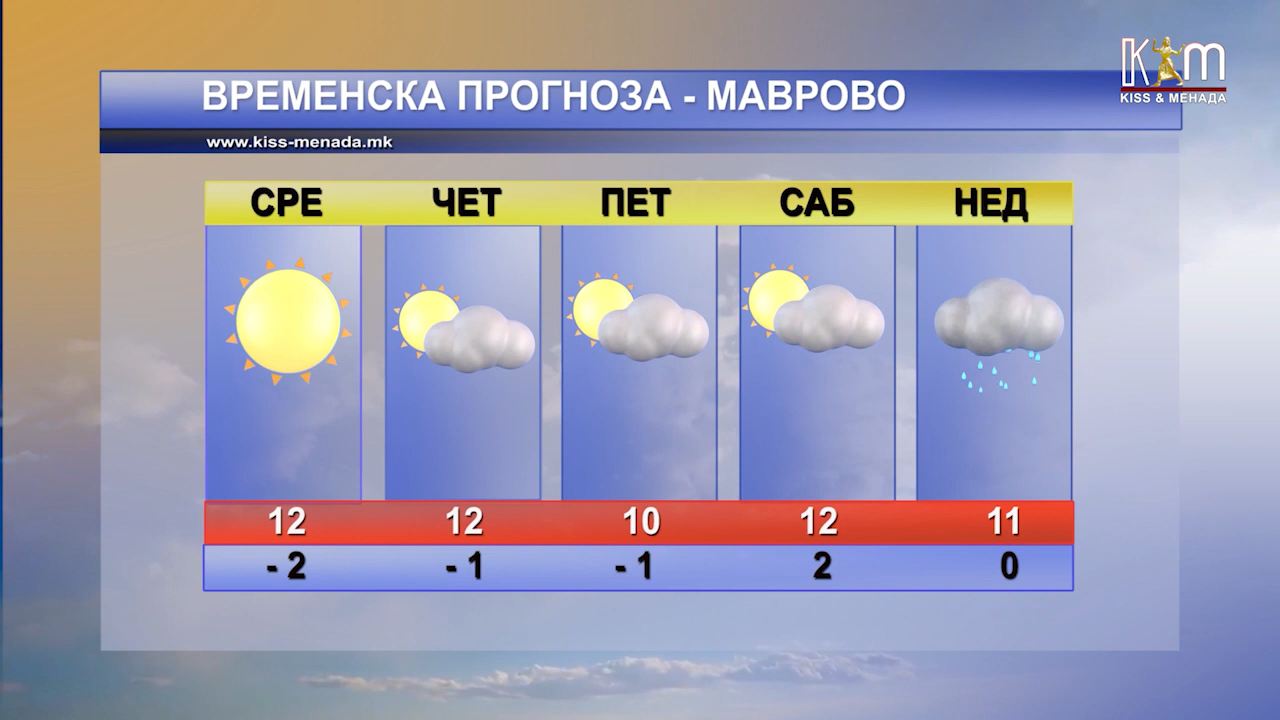 KM
KISS & МЕНАДА
ВРЕМЕНСКА ПРОГНОЗА - МАВРОВО
www.kiss-menada.mk
СРЕ ЧЕТ ПЕТ САБ НЕД
12 12 10 12 11
- 2 - 1 - 1 2 0